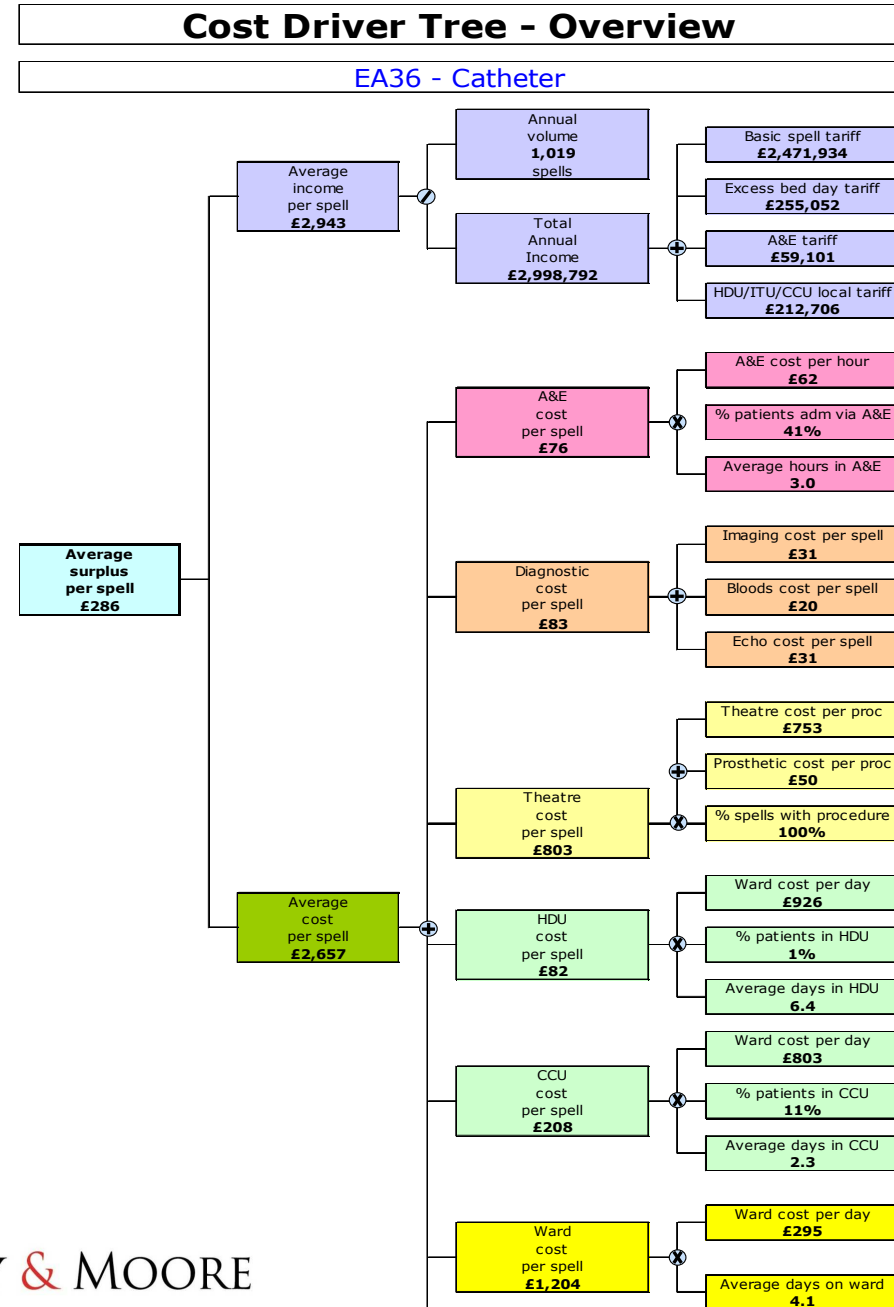 Cost Driver Tree - Overview
EA36 - Catheter
Annual
volume
1,019
spells
Basic spell tariff
£2,471,934
Average
income
per spell
£2,943
Excess bed day tariff
£255,052
Total
Annual
Income
£2,998,792
A&E tariff
£59,101
HDU/ITU/CCU local tariff
£212,706
A&E cost per hour
£62
A&E
cost
per spell
£76
% patients adm via A&E
41%
Average hours in A&E
3.0
Average
surplus
per spell
£286
Imaging cost per spell
£31
Diagnostic
cost
per spell
£83
Bloods cost per spell
£20
Echo cost per spell
£31
Theatre cost per proc
£753
Prosthetic cost per proc
£50
Theatre
cost
per spell
£803
% spells with procedure
100%
Average
cost
per spell
£2,657
Ward cost per day
£926
HDU
cost
per spell
£82
% patients in HDU
1%
Average days in HDU
6.4
Ward cost per day
£803
CCU
cost
per spell
£208
% patients in CCU
11%
Average days in CCU
2.3
Ward cost per day
£295
Ward
cost
per spell
£1,204
Average days on ward
4.1
& MOORE